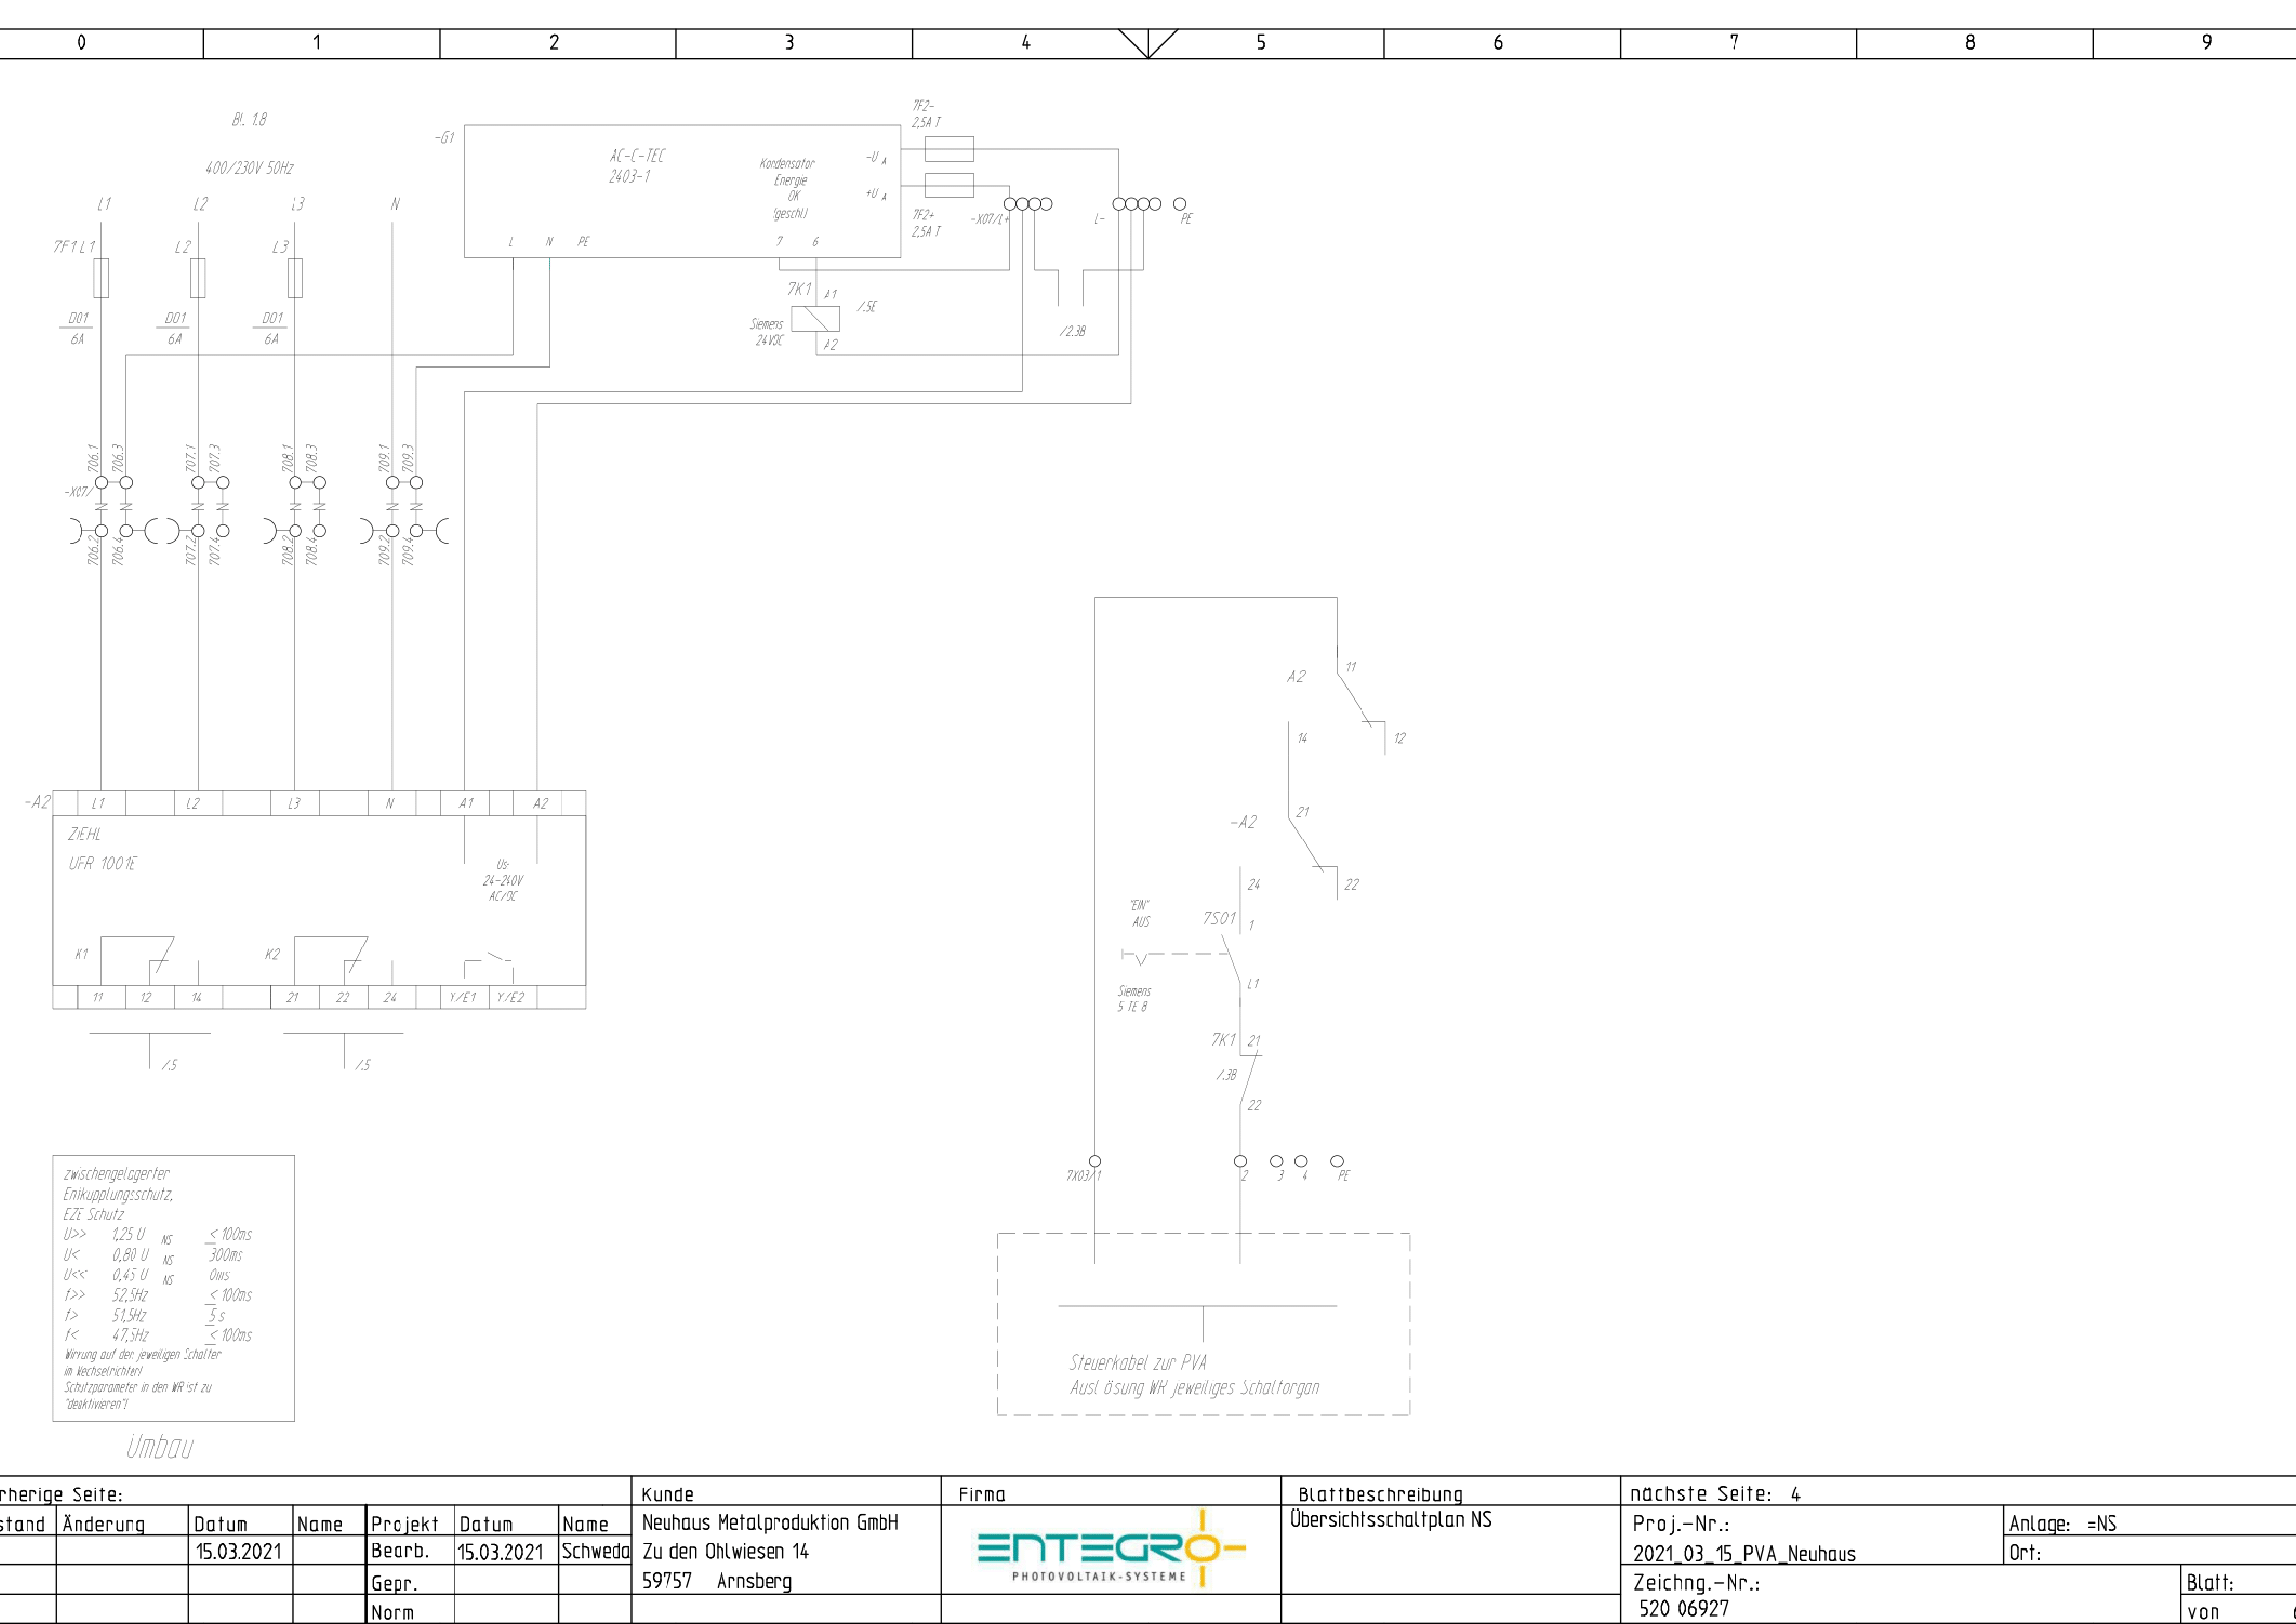 0 1 2 3 4 5 6 7 8 9
Bl. 1.8
400/230V 50Hz
L1 L2 L3 N
7F1 L1 L2 L3
D01 D01 D01
6A 6A 6A
-G1
AC-C-TEC
2403-1
Kondensator
Energie
OK
(geschl.)
-U A
+U A
L N PE 7 6
7F2-
2,5A T
7F2+
2,5A T
-X07/L+
L-
PE
7K1 A1
/.5E
Siemens
24VDC
A2
/2.3B
706.1 706.3 707.1 707.3 708.1 708.3 709.1 709.3
-X07/
706.2 706.4 707.2 707.4 708.2 708.4 709.2 709.4
-A2 L1 L2 L3 N A1 A2
ZIEHL
UFR 1001E
Us:
24-240V
AC/DC
K1 K2
11 12 14 21 22 24 Y/E1 Y/E2
/.5 /.5
-A2 11
14 12
-A2 21
24 22
"EIN"
AUS
7S01 1
L1
Siemens
5 TE 8
7K1 21
/.3B
22
7X03/1 2 3 4 PE
Steuerkabel zur PVA
Ausl ösung WR jeweiliges Schaltorgan
zwischengelagerter
Entkupplungsschutz,
EZE Schutz
U>> 1,25 U NS < 100ms
U< 0,80 U NS 300ms
U<< 0,45 U NS 0ms
f>> 52,5Hz < 100ms
f> 51,5Hz 5 s
f< 47,5Hz < 100ms
Wirkung auf den jeweiligen Schalter
im Wechselrichter!
Schutzparameter in den WR ist zu
"deaktivieren"!
Umbau
rherige Seite:
stand Änderung Datum Name Projekt Datum Name
15.03.2021 Bearb. 15.03.2021 Schweda
Gepr.
Norm
Kunde
Neuhaus Metalproduktion GmbH
Zu den Ohlwiesen 14
59757 Arnsberg
Firma
ENTEGRO
PHOTOVOLTAIK-SYSTEME
Blattbeschreibung
Übersichtsschaltplan NS
nächste Seite: 4
Proj.-Nr.:
2021_03_15_PVA_Neuhaus
Anlage: =NS
Ort:
Zeichng.-Nr.:
520 06927
Blatt:
von